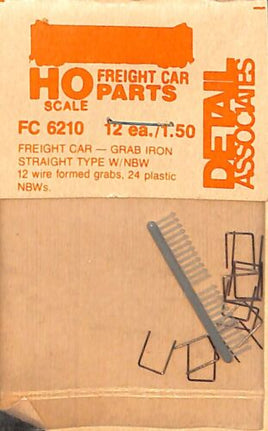 HO FREIGHT CAR
SCALE PARTS
FC 6210 12 ea./1.50
FREIGHT CAR — GRAB IRON
STRAIGHT TYPE W/NBW
12 wire formed grabs, 24 plastic
NBWs.
DETAIL
ASSOCIATES